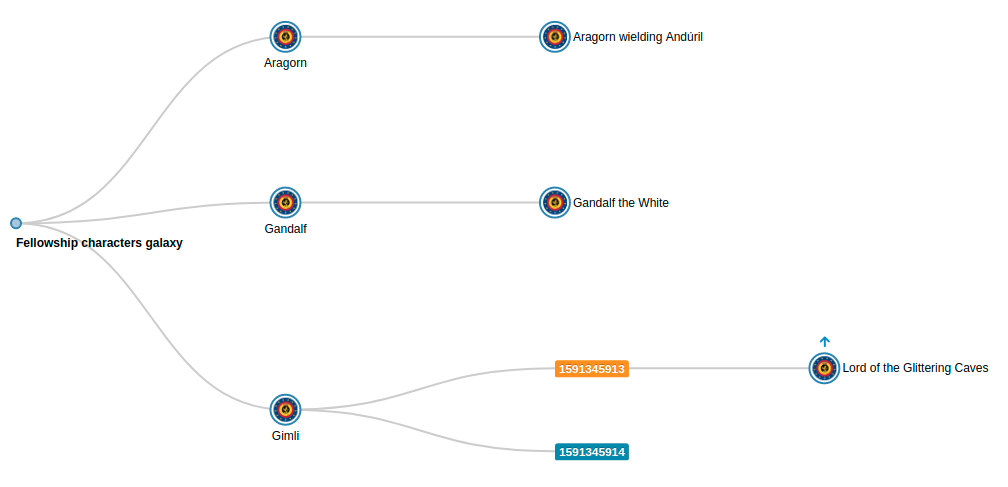 Aragorn
Aragorn wielding Andúril
Gandalf
Gandalf the White
Fellowship characters galaxy
Gimli
1591345913
Lord of the Glittering Caves
1591345914